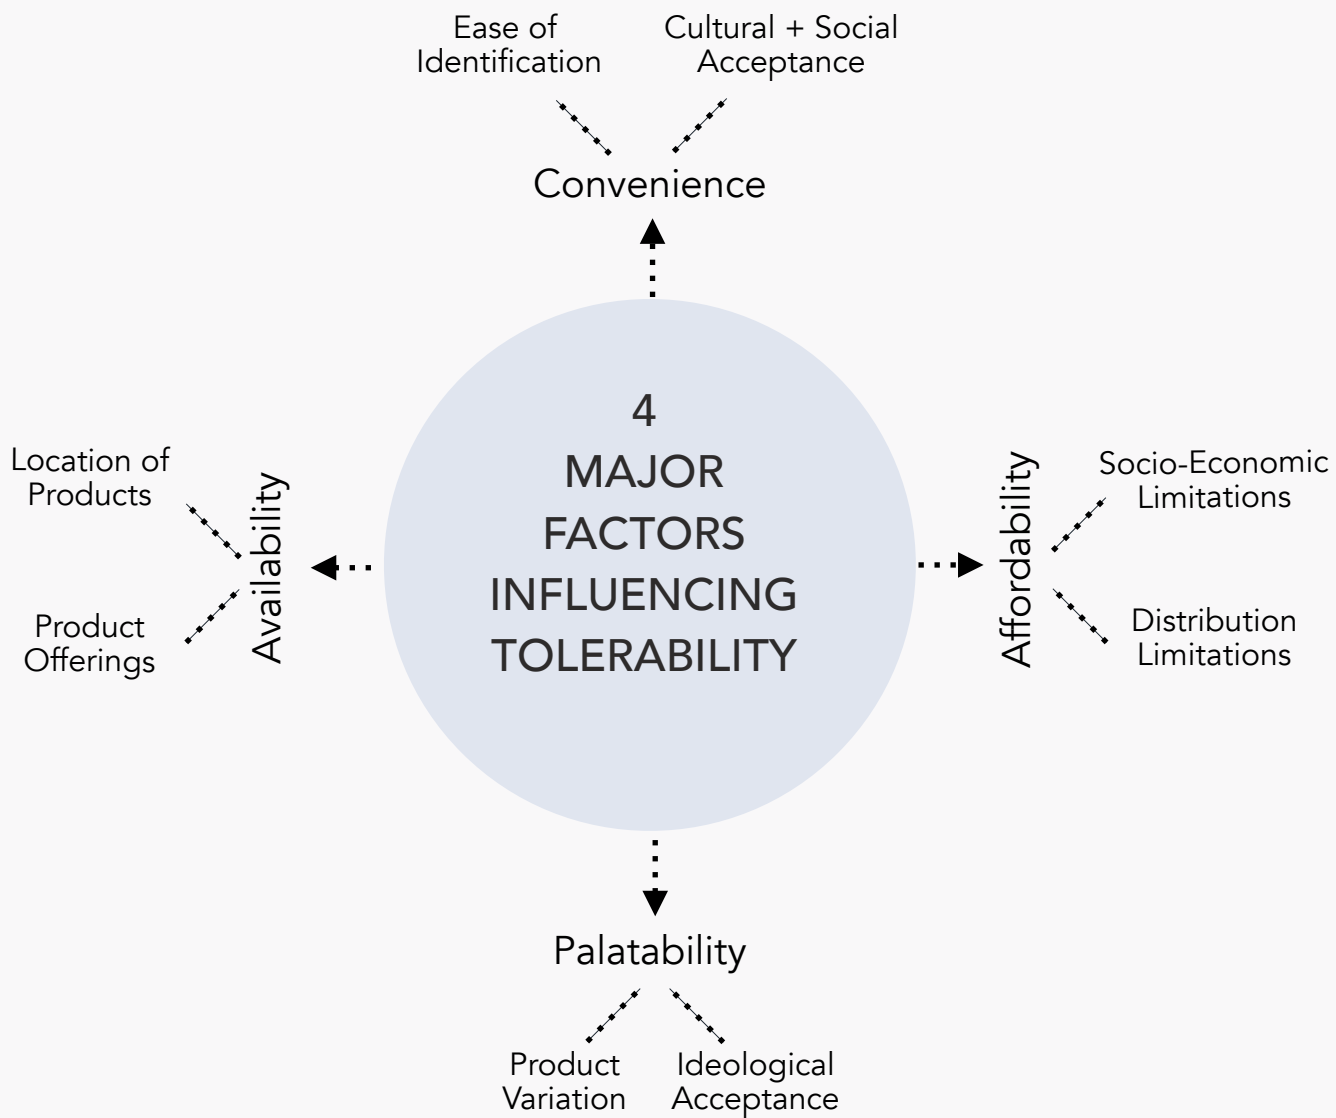 Ease of
Identification
Cultural + Social
Acceptance
Convenience
4
MAJOR
FACTORS
INFLUENCING
TOLERABILITY
Location of
Products
Product
Offerings
Availability
Affordability
Socio-Economic
Limitations
Distribution
Limitations
Palatability
Product
Variation
Ideological
Acceptance